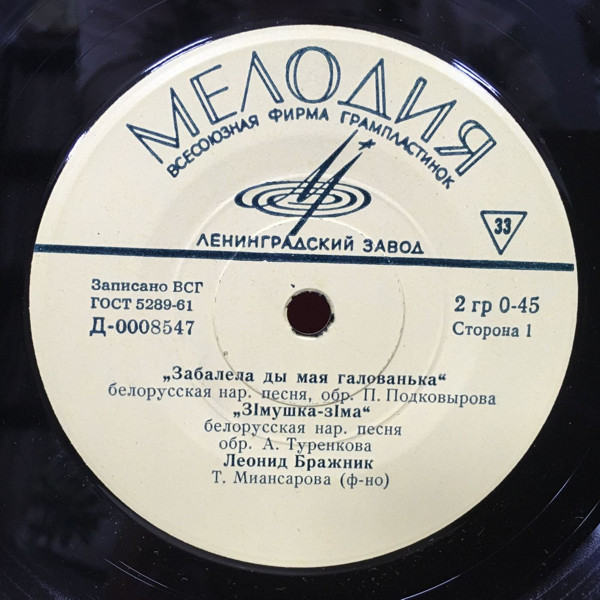 МЕЛОДИЯ
ВСЕСОЮЗНАЯ ФИРМА ГРАМПЛАСТИНОК
ЛЕНИНГРАДСКИЙ ЗАВОД
33
Записано ВСГ
ГОСТ 5289-61
Д-0008547
2 гр 0-45
Сторона 1
„Забалела ды мая галованька“
белорусская нар. песня, обр. П. Подковырова
„ЗІмушка-зІма“
белорусская нар. песня
обр. А. Туренкова
Леонид Бражник
Т. Миансарова (ф-но)